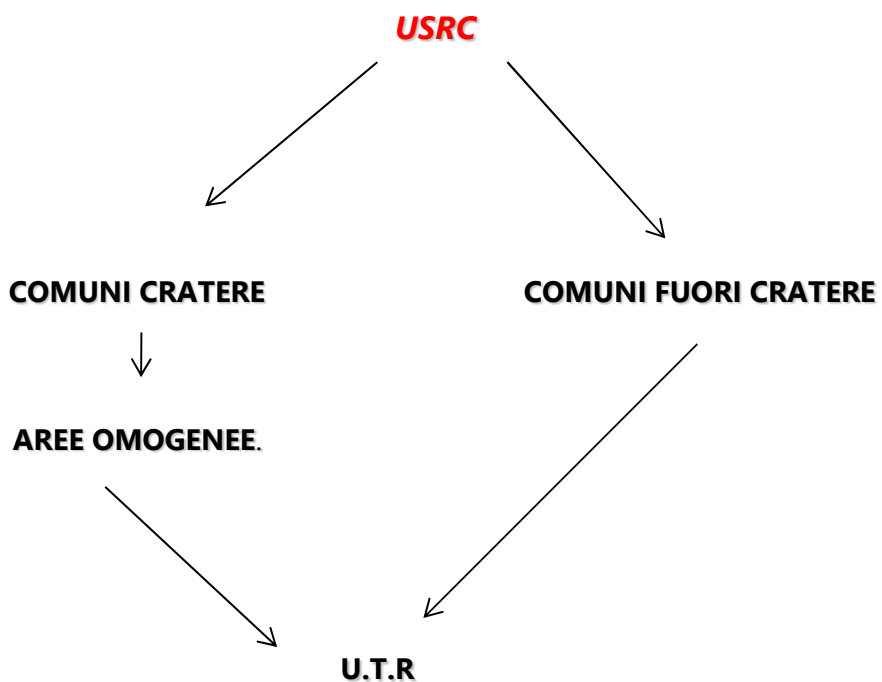 USRC
COMUNI CRATERE
COMUNI FUORI CRATERE
AREE OMOGENEE.
U.T.R